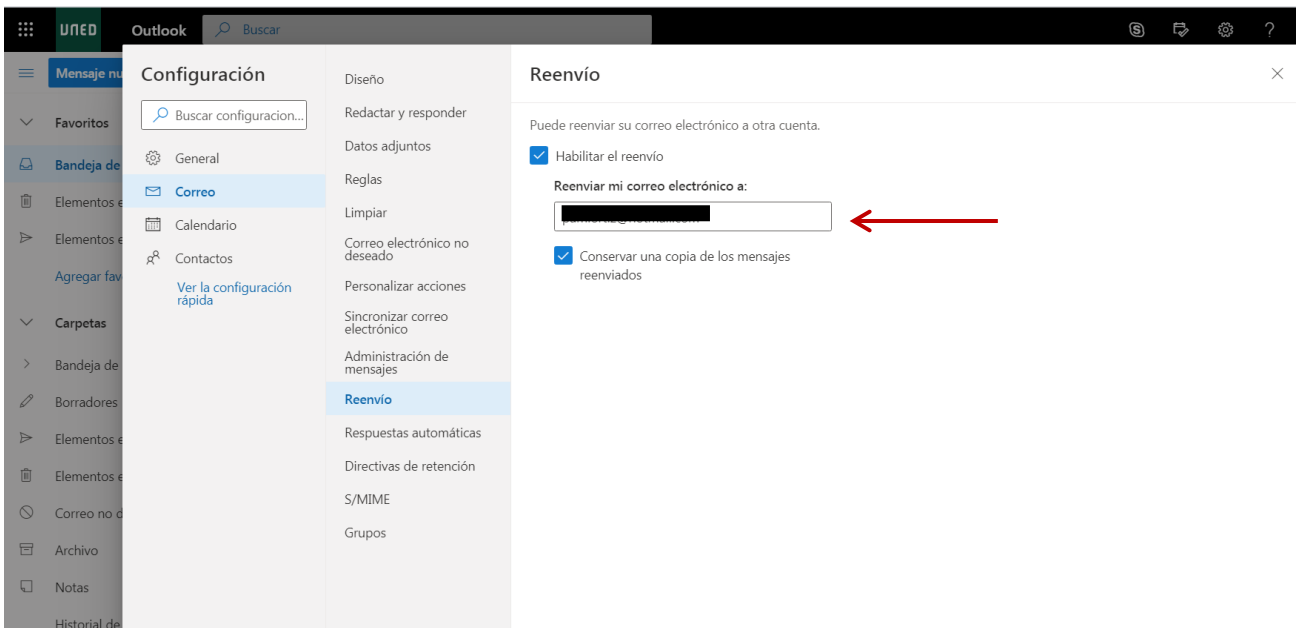 UNED Outlook Buscar
Mensaje nu
Favoritos
Bandeja de
Elementos e
Elementos e
Agregar fav
Carpetas
Bandeja de
Borradores
Elementos e
Elementos e
Correo no d
Archivo
Notas
Historial de
Configuración
Buscar configuracion...
General
Correo
Calendario
Contactos
Ver la configuración
rápida
Diseño
Redactar y responder
Datos adjuntos
Reglas
Limpiar
Correo electrónico no
deseado
Personalizar acciones
Sincronizar correo
electrónico
Administración de
mensajes
Reenvío
Respuestas automáticas
Directivas de retención
S/MIME
Grupos
Reenvío
Puede reenviar su correo electrónico a otra cuenta.
Habilitar el reenvío
Reenviar mi correo electrónico a:
Conservar una copia de los mensajes
reenviados